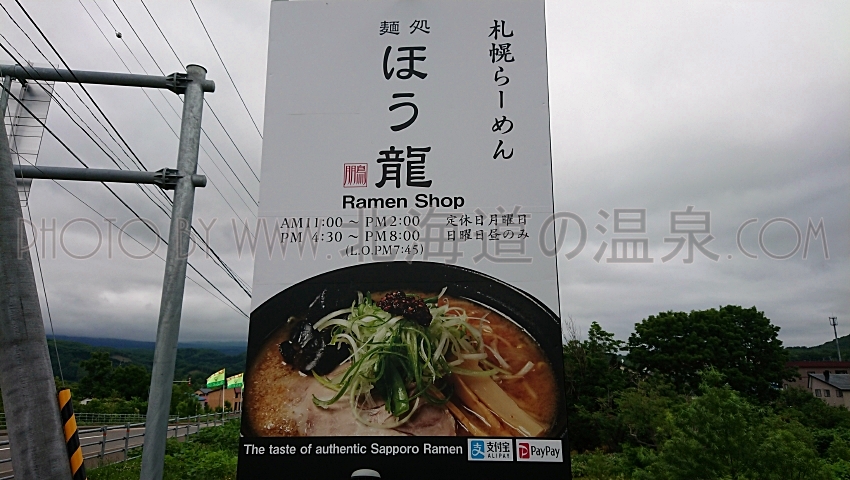 札幌らーめん
麺処
ほう龍
鵬
Ramen Shop
AM11:00 ~ PM2:00 定休日月曜日
PM 4:30 ~ PM8:00 日曜日昼のみ
(L.O.PM7:45)
PHOTO BY WWW.北海道の温泉.COM
The taste of authentic Sapporo Ramen 支付宝 ALIPAY PayPay